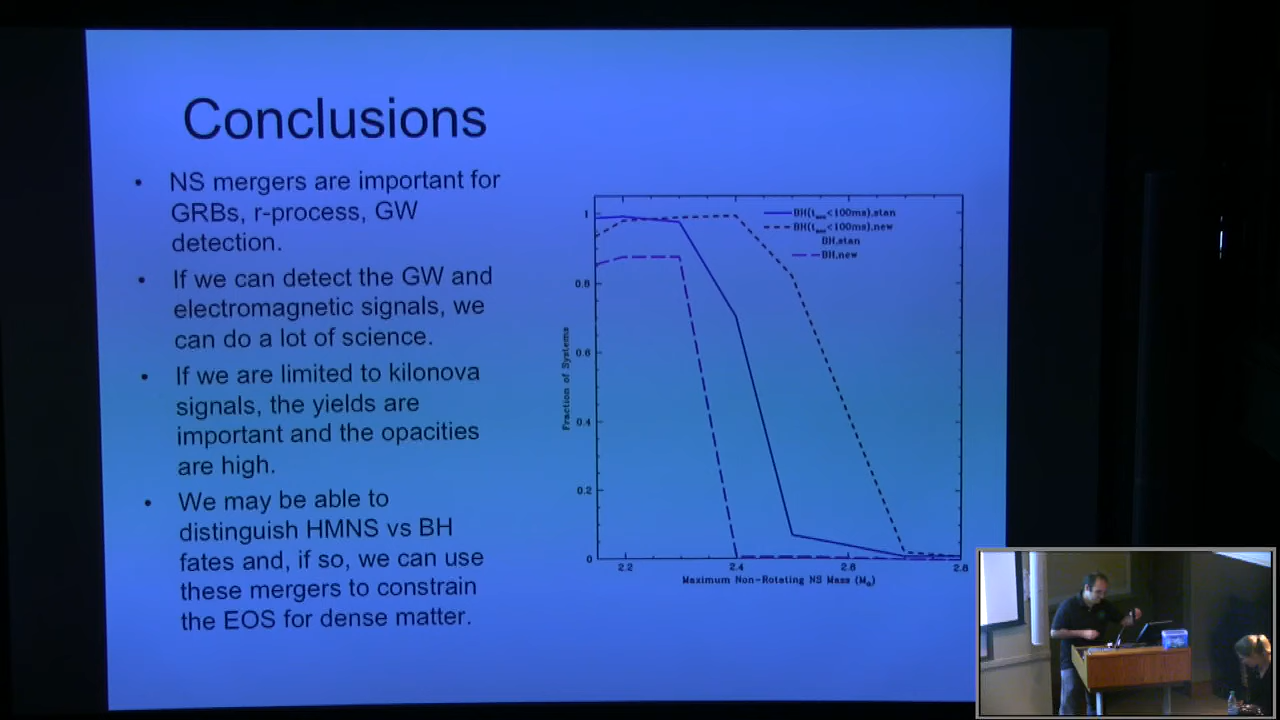 Conclusions
• NS mergers are important for
GRBs, r-process, GW
detection.
• If we can detect the GW and
electromagnetic signals, we
can do a lot of science.
• If we are limited to kilonova
signals, the yields are
important and the opacities
are high.
• We may be able to
distinguish HMNS vs BH
fates and, if so, we can use
these mergers to constrain
the EOS for dense matter.
<100ms),stan
<100ms),new
BH,stan
BH,new
1
0.8
0.6
0.4
0.2
0
Fraction of Systems
2.2 2.4 2.6 2.8
Maximum Non-Rotating NS Mass